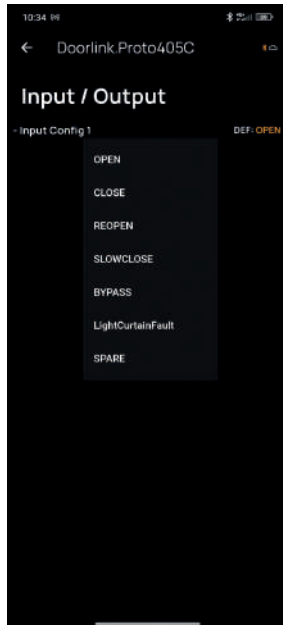 10:34
Doorlink.Proto405C
Input / Output
- Input Config 1 DEF: OPEN
OPEN
CLOSE
REOPEN
SLOWCLOSE
BYPASS
LightCurtainFault
SPARE